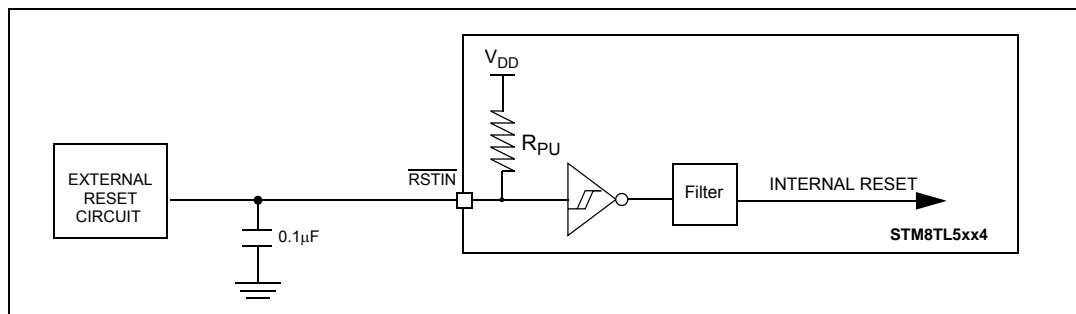 V_DD
R_PU
EXTERNAL
RESET
CIRCUIT
RSTIN
Filter
INTERNAL RESET
0.1µF
STM8TL5xx4